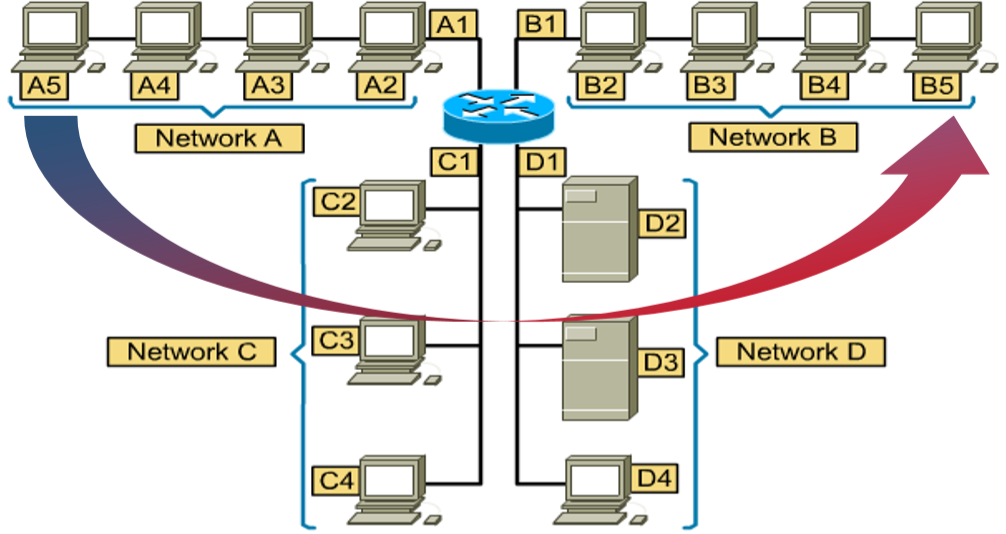 A1
B1
A5
A4
A3
A2
B2
B3
B4
B5
Network A
Network B
C1
D1
C2
D2
C3
D3
Network C
Network D
C4
D4